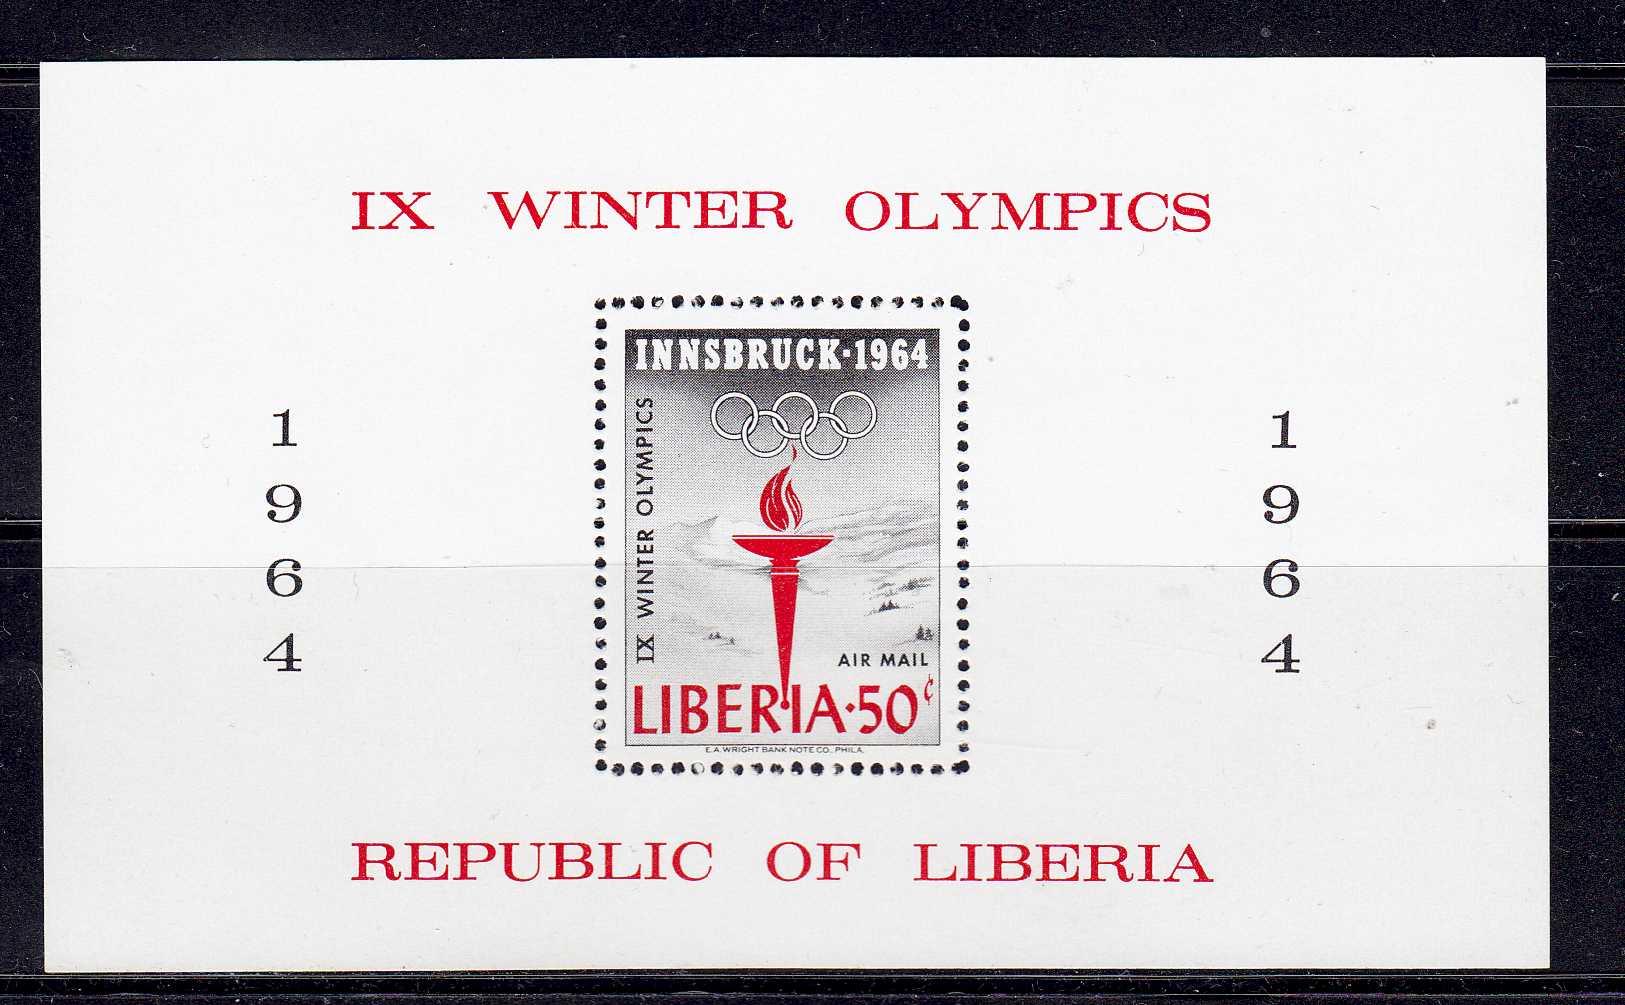 IX WINTER OLYMPICS
INNSBRUCK·1964
IX WINTER OLYMPICS
AIR MAIL
LIBERIA·50¢
E.A. WRIGHT BANK NOTE CO., PHILA.
1
9
6
4
1
9
6
4
REPUBLIC OF LIBERIA